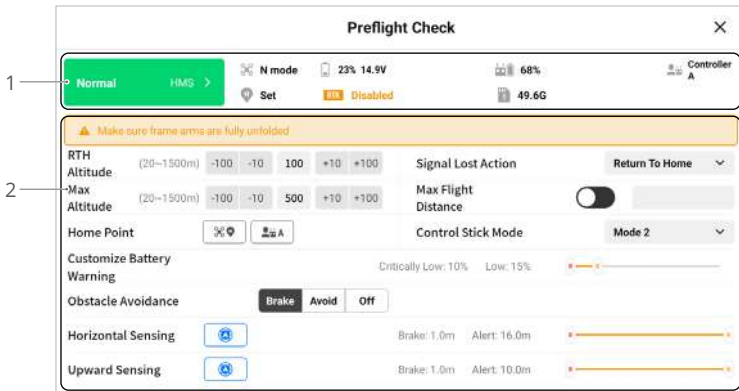 Preflight Check
1
Normal HMS >
N mode 23% 14.9V 68% Controller A
Set RTK Disabled 49.6G
2
Make sure frame arms are fully unfolded
RTH Altitude (20~1500m) -100 -10 100 +10 +100 Signal Lost Action Return To Home
Max Altitude (20~1500m) -100 -10 500 +10 +100 Max Flight Distance
Home Point A Control Stick Mode Mode 2
Customize Battery Warning Critically Low: 10% Low: 15%
Obstacle Avoidance Brake Avoid Off
Horizontal Sensing Brake: 1.0m Alert: 16.0m
Upward Sensing Brake: 1.0m Alert: 10.0m